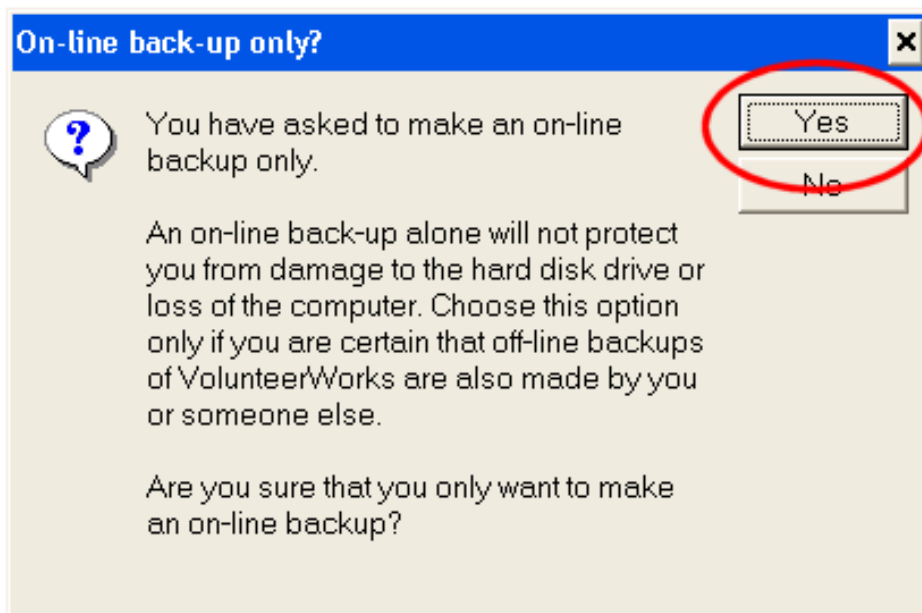 On-line back-up only?
Yes
You have asked to make an on-line
backup only.
No
An on-line back-up alone will not protect
you from damage to the hard disk drive or
loss of the computer. Choose this option
only if you are certain that off-line backups
of VolunteerWorks are also made by you
or someone else.
Are you sure that you only want to make
an on-line backup?